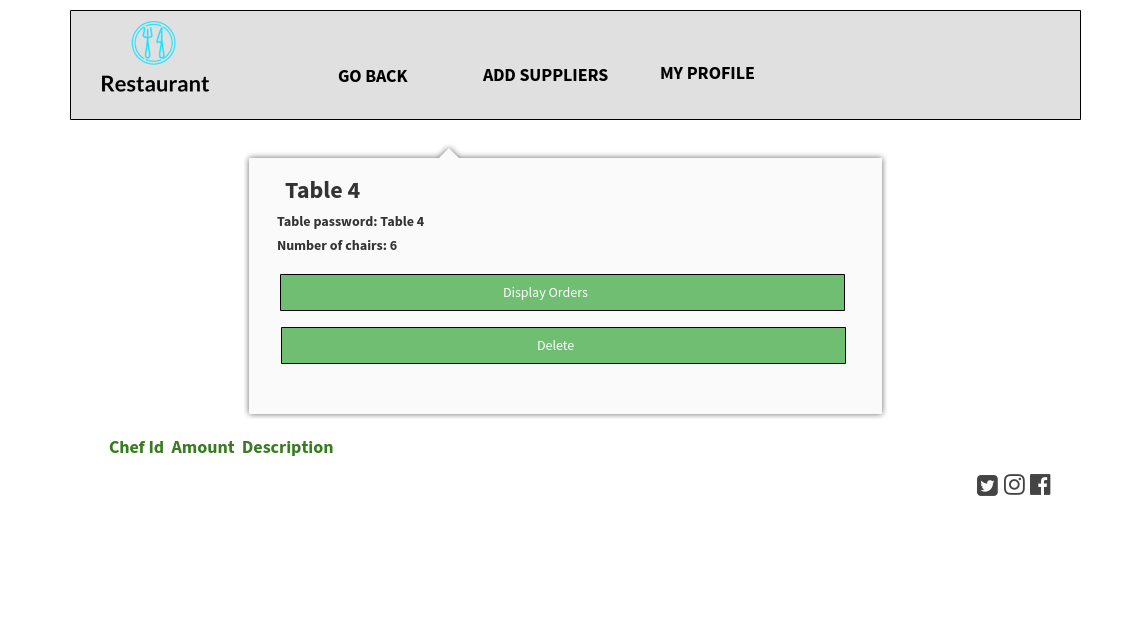 Restaurant
GO BACK
ADD SUPPLIERS
MY PROFILE
Table 4
Table password: Table 4
Number of chairs: 6
Display Orders
Delete
Chef Id Amount Description